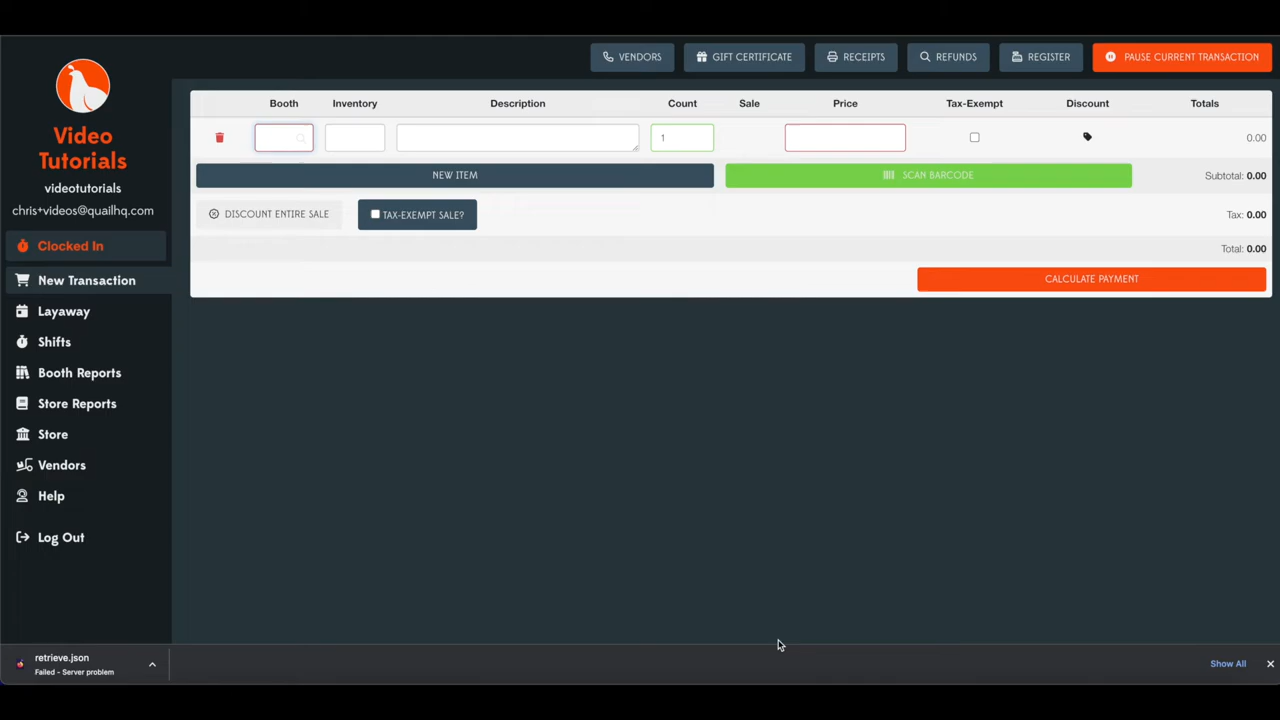 VENDORS
GIFT CERTIFICATE
RECEIPTS
REFUNDS
REGISTER
PAUSE CURRENT TRANSACTION
Video
Tutorials
videotutorials
chris+videos@quailhq.com
Clocked In
New Transaction
Layaway
Shifts
Booth Reports
Store Reports
Store
Vendors
Help
Log Out
Booth Inventory Description Count Sale Price Tax-Exempt Discount Totals
1 0.00
NEW ITEM SCAN BARCODE Subtotal: 0.00
DISCOUNT ENTIRE SALE TAX-EXEMPT SALE? Tax: 0.00
Total: 0.00
CALCULATE PAYMENT
retrieve.json
Failed - Server problem
Show All